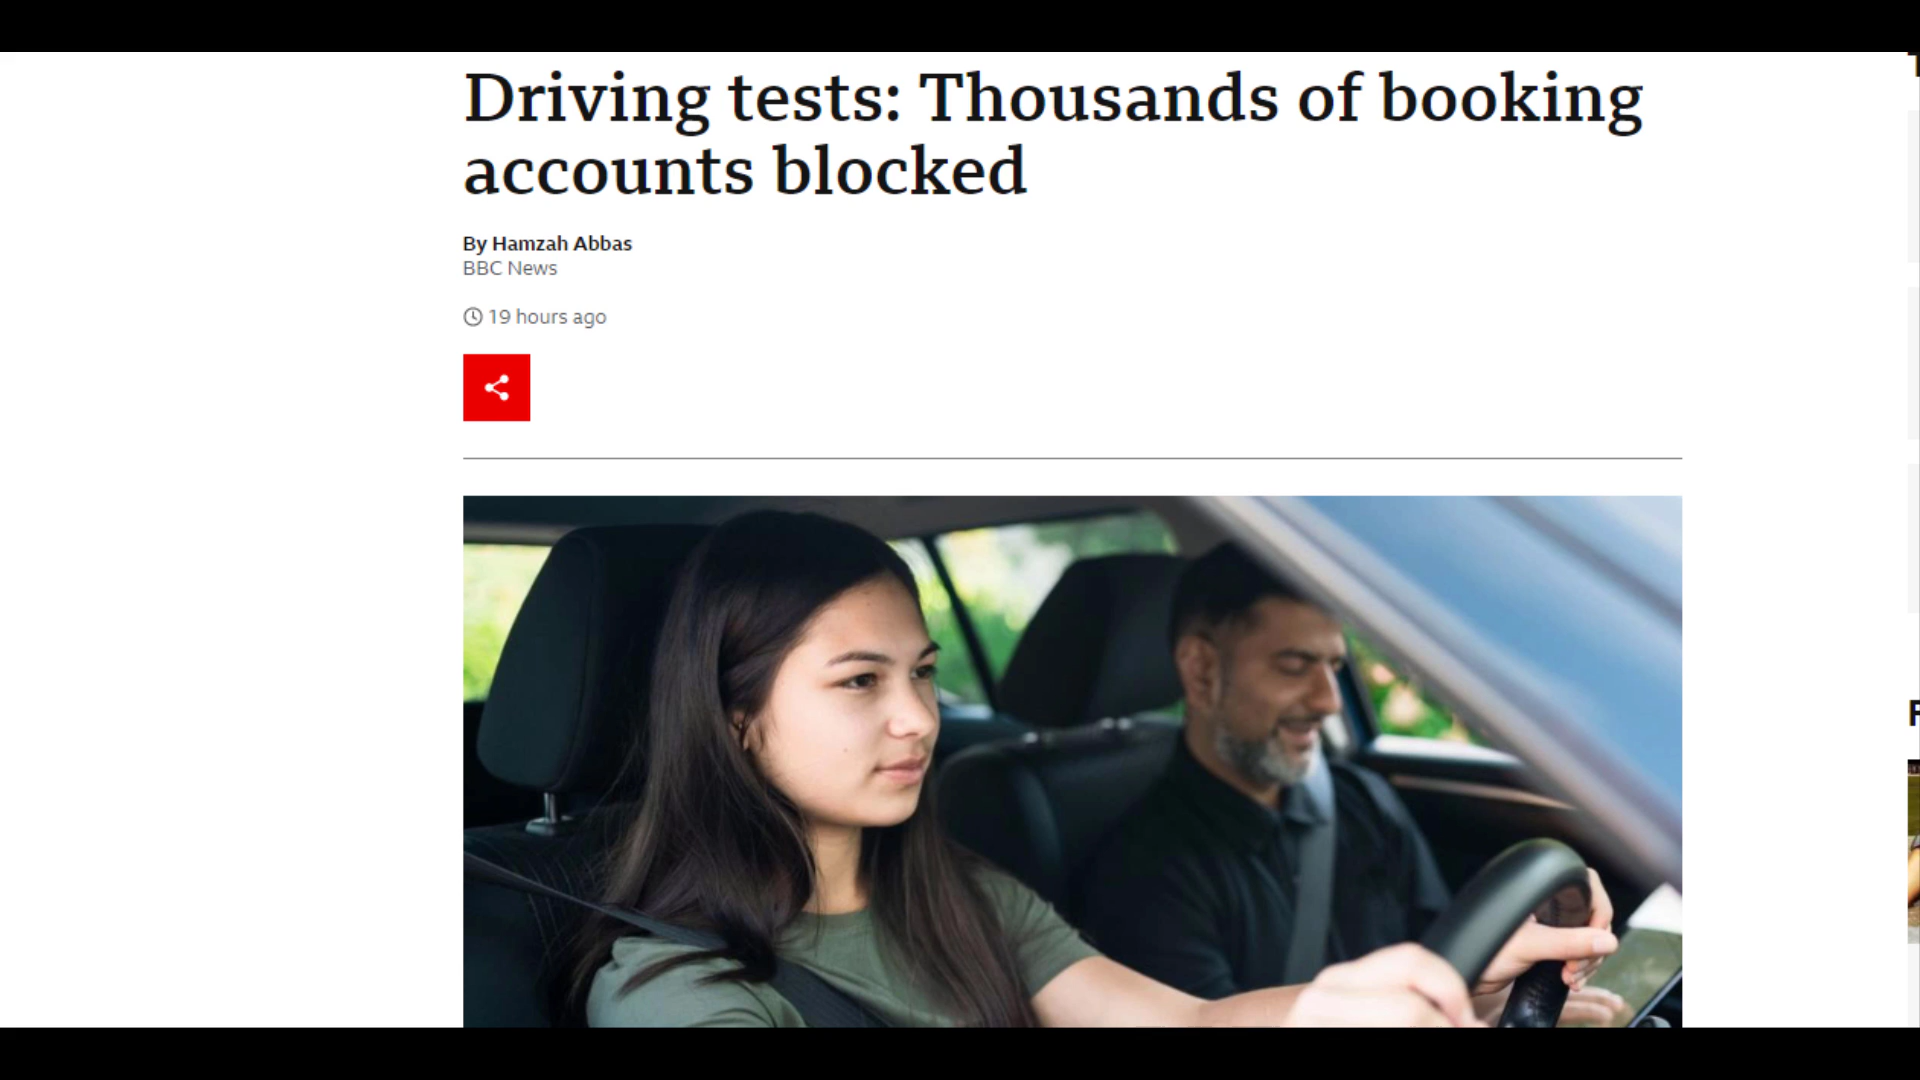 Driving tests: Thousands of booking
accounts blocked
By Hamzah Abbas
BBC News
19 hours ago